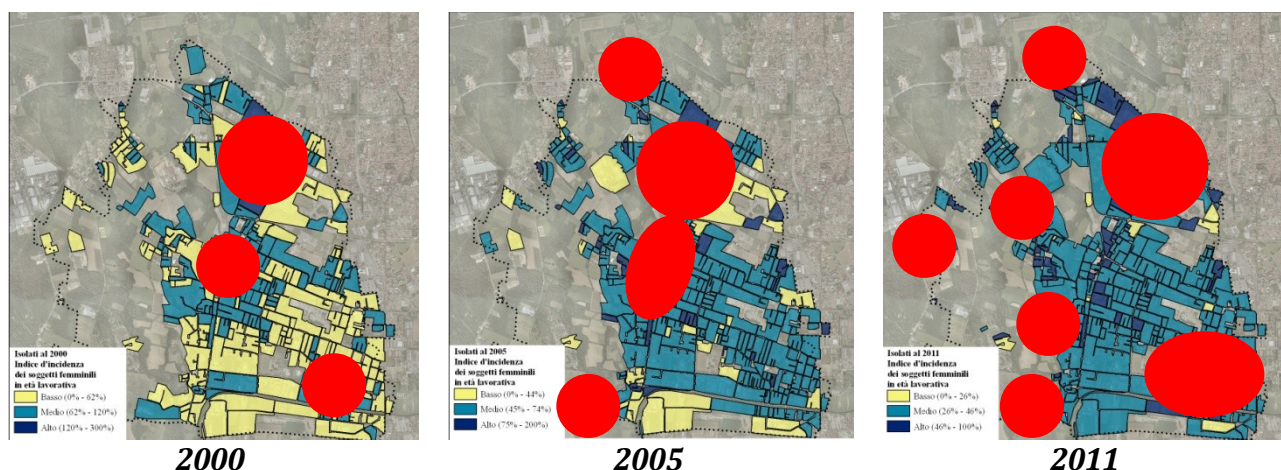 Isolati al 2000
Indice d'incidenza
dei soggetti femminili
in età lavorativa
Basso (0% - 62%)
Medio (62% - 120%)
Alto (120% - 300%)
2000
Isolati al 2005
Indice d'incidenza
dei soggetti femminili
in età lavorativa
Basso (0% - 44%)
Medio (45% - 74%)
Alto (75% - 200%)
2005
Isolati al 2011
Indice d'incidenza
dei soggetti femminili
in età lavorativa
Basso (0% - 26%)
Medio (26% - 46%)
Alto (46% - 100%)
2011